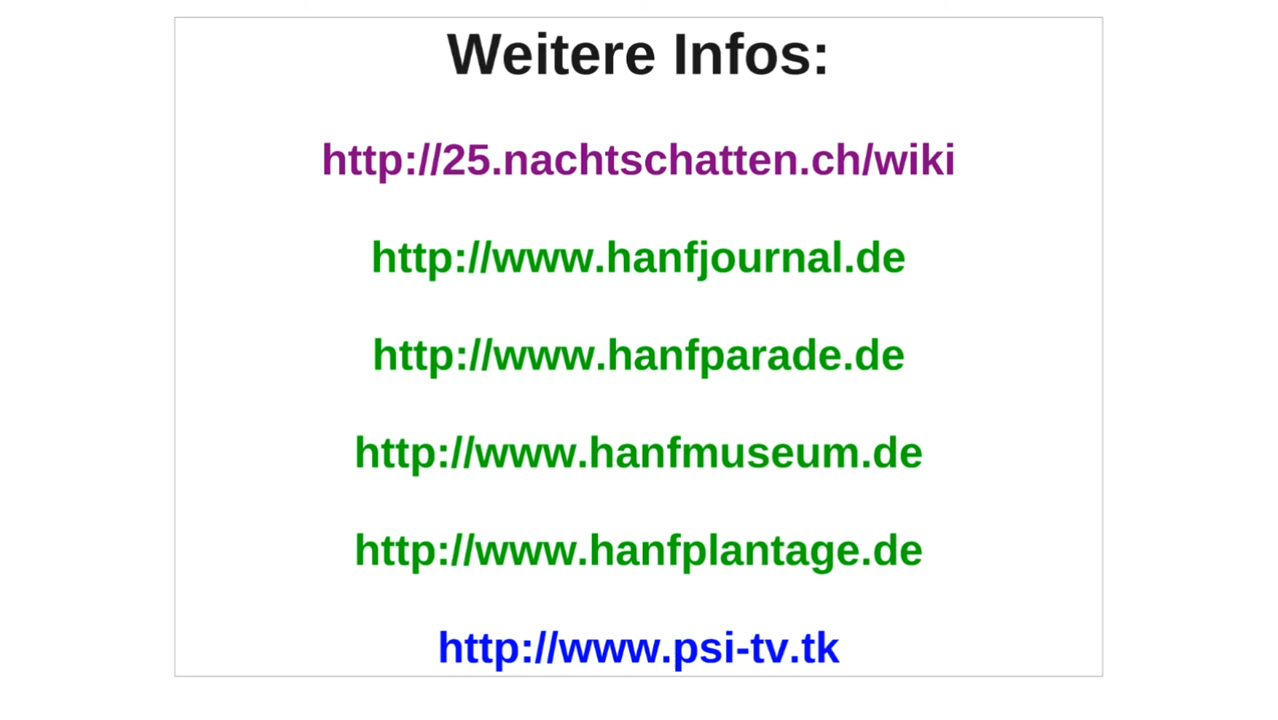 Weitere Infos:
http://25.nachtschatten.ch/wiki
http://www.hanfjournal.de
http://www.hanfparade.de
http://www.hanfmuseum.de
http://www.hanfplantage.de
http://www.psi-tv.tk